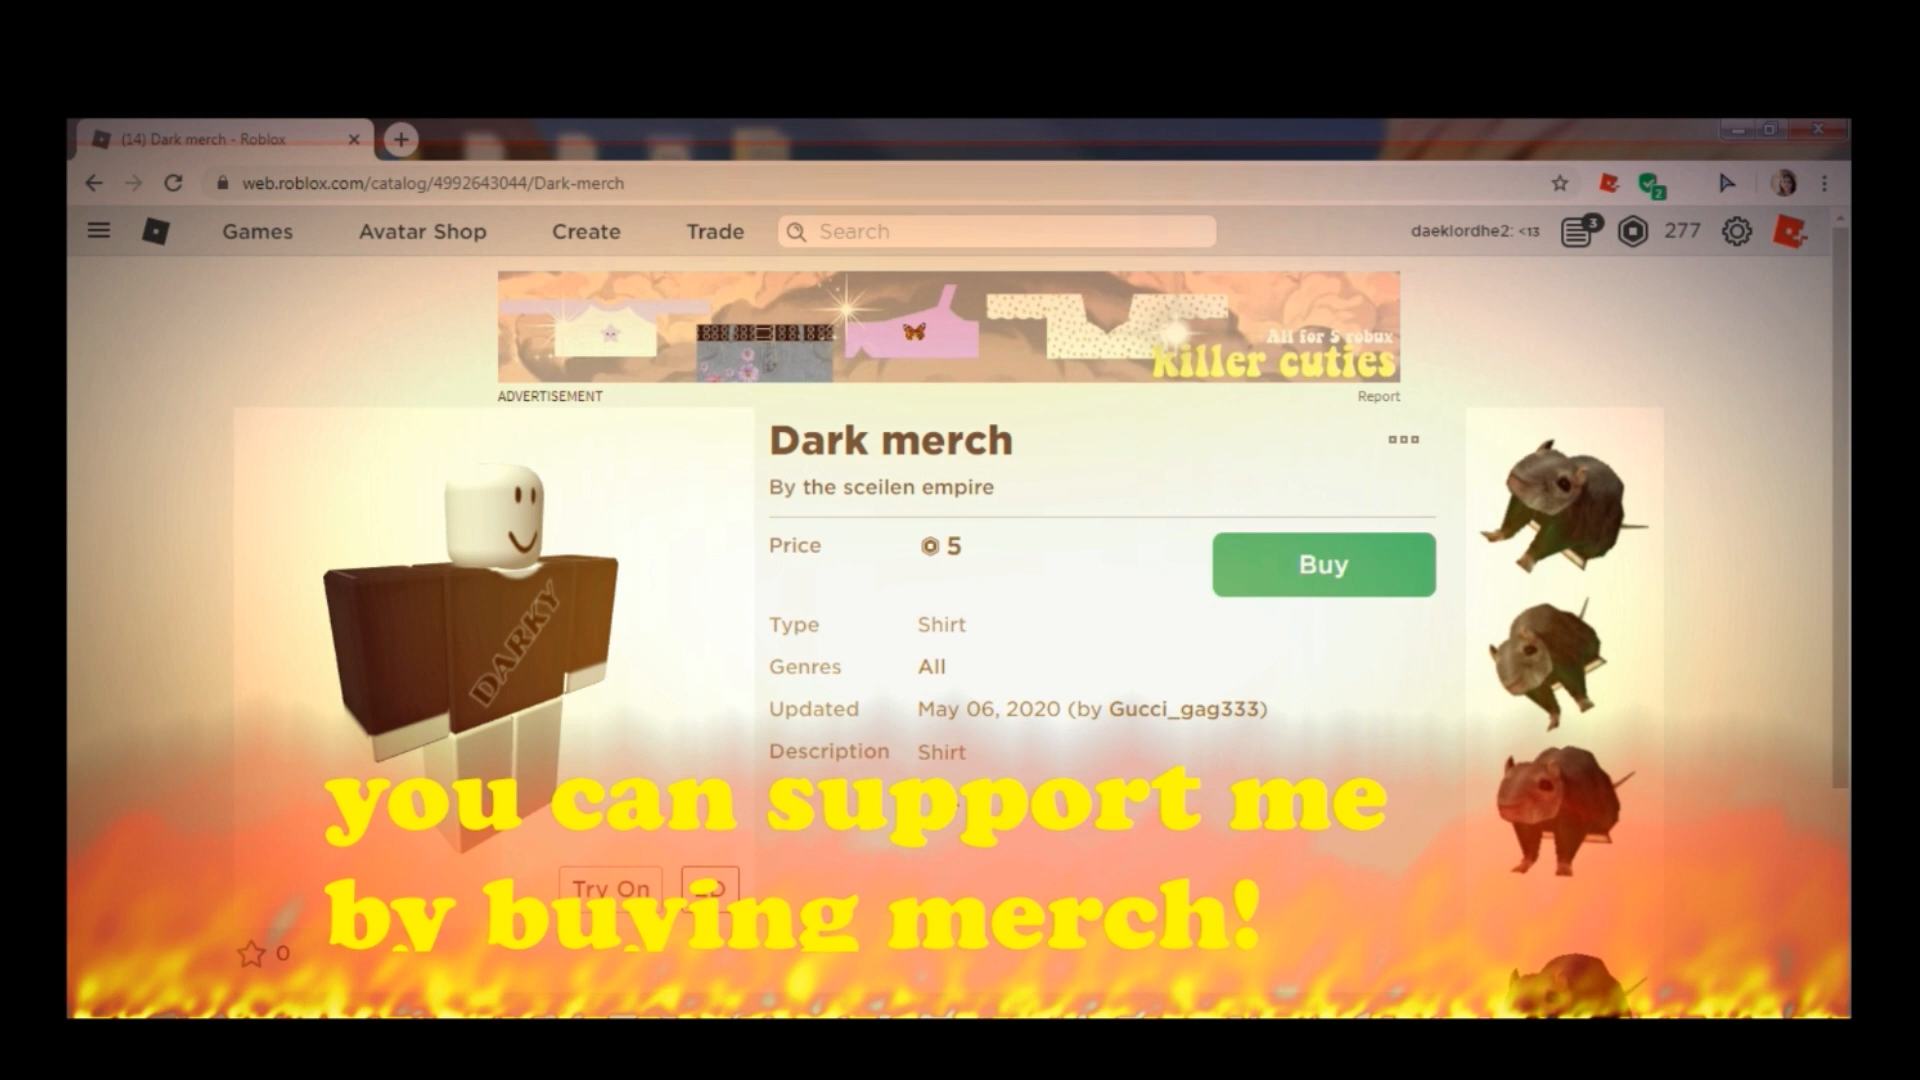 (14) Dark merch - Roblox
web.roblox.com/catalog/4992643044/Dark-merch
2
Games
Avatar Shop
Create
Trade
Search
daeklordhe2: <13
3
277
All for 5 robux
killer cuties
ADVERTISEMENT
Report
Dark merch
By the sceilen empire
Price
5
Buy
DARKY
Type
Shirt
Genres
All
Updated
May 06, 2020 (by Gucci_gag333)
Description
Shirt
you can support me
Try On
by buying merch!
0